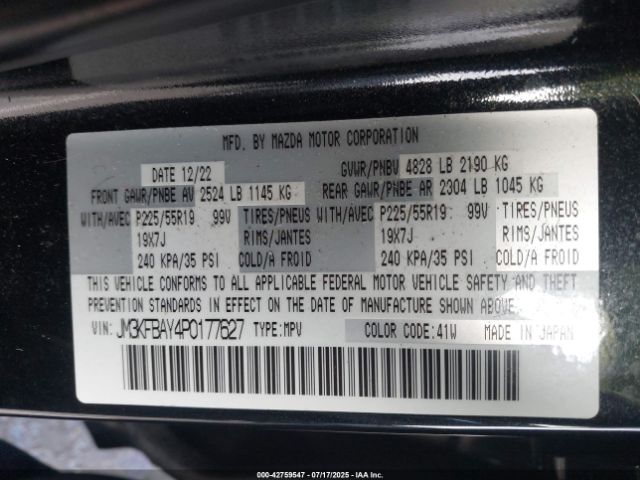 MFD. BY MAZDA MOTOR CORPORATION
DATE 12/22 GVWR/PNBV 4828 LB 2190 KG
FRONT GAWR/PNBE AV 2524 LB 1145 KG REAR GAWR/PNBE AR 2304 LB 1045 KG
WITH/AVEC P225/55R19 99V TIRES/PNEUS WITH/AVEC P225/55R19 99V TIRES/PNEUS
19X7J RIMS/JANTES 19X7J RIMS/JANTES
240 KPA/35 PSI COLD/A FROID 240 KPA/35 PSI COLD/A FROID
THIS VEHICLE CONFORMS TO ALL APPLICABLE FEDERAL MOTOR VEHICLE SAFETY AND THEFT
PREVENTION STANDARDS IN EFFECT ON THE DATE OF MANUFACTURE SHOWN ABOVE.
VIN: JM3KFBAY4P0177627 TYPE:MPV COLOR CODE:41W MADE IN JAPAN
000-42759547 | 07/17/2025 | IAA Inc.